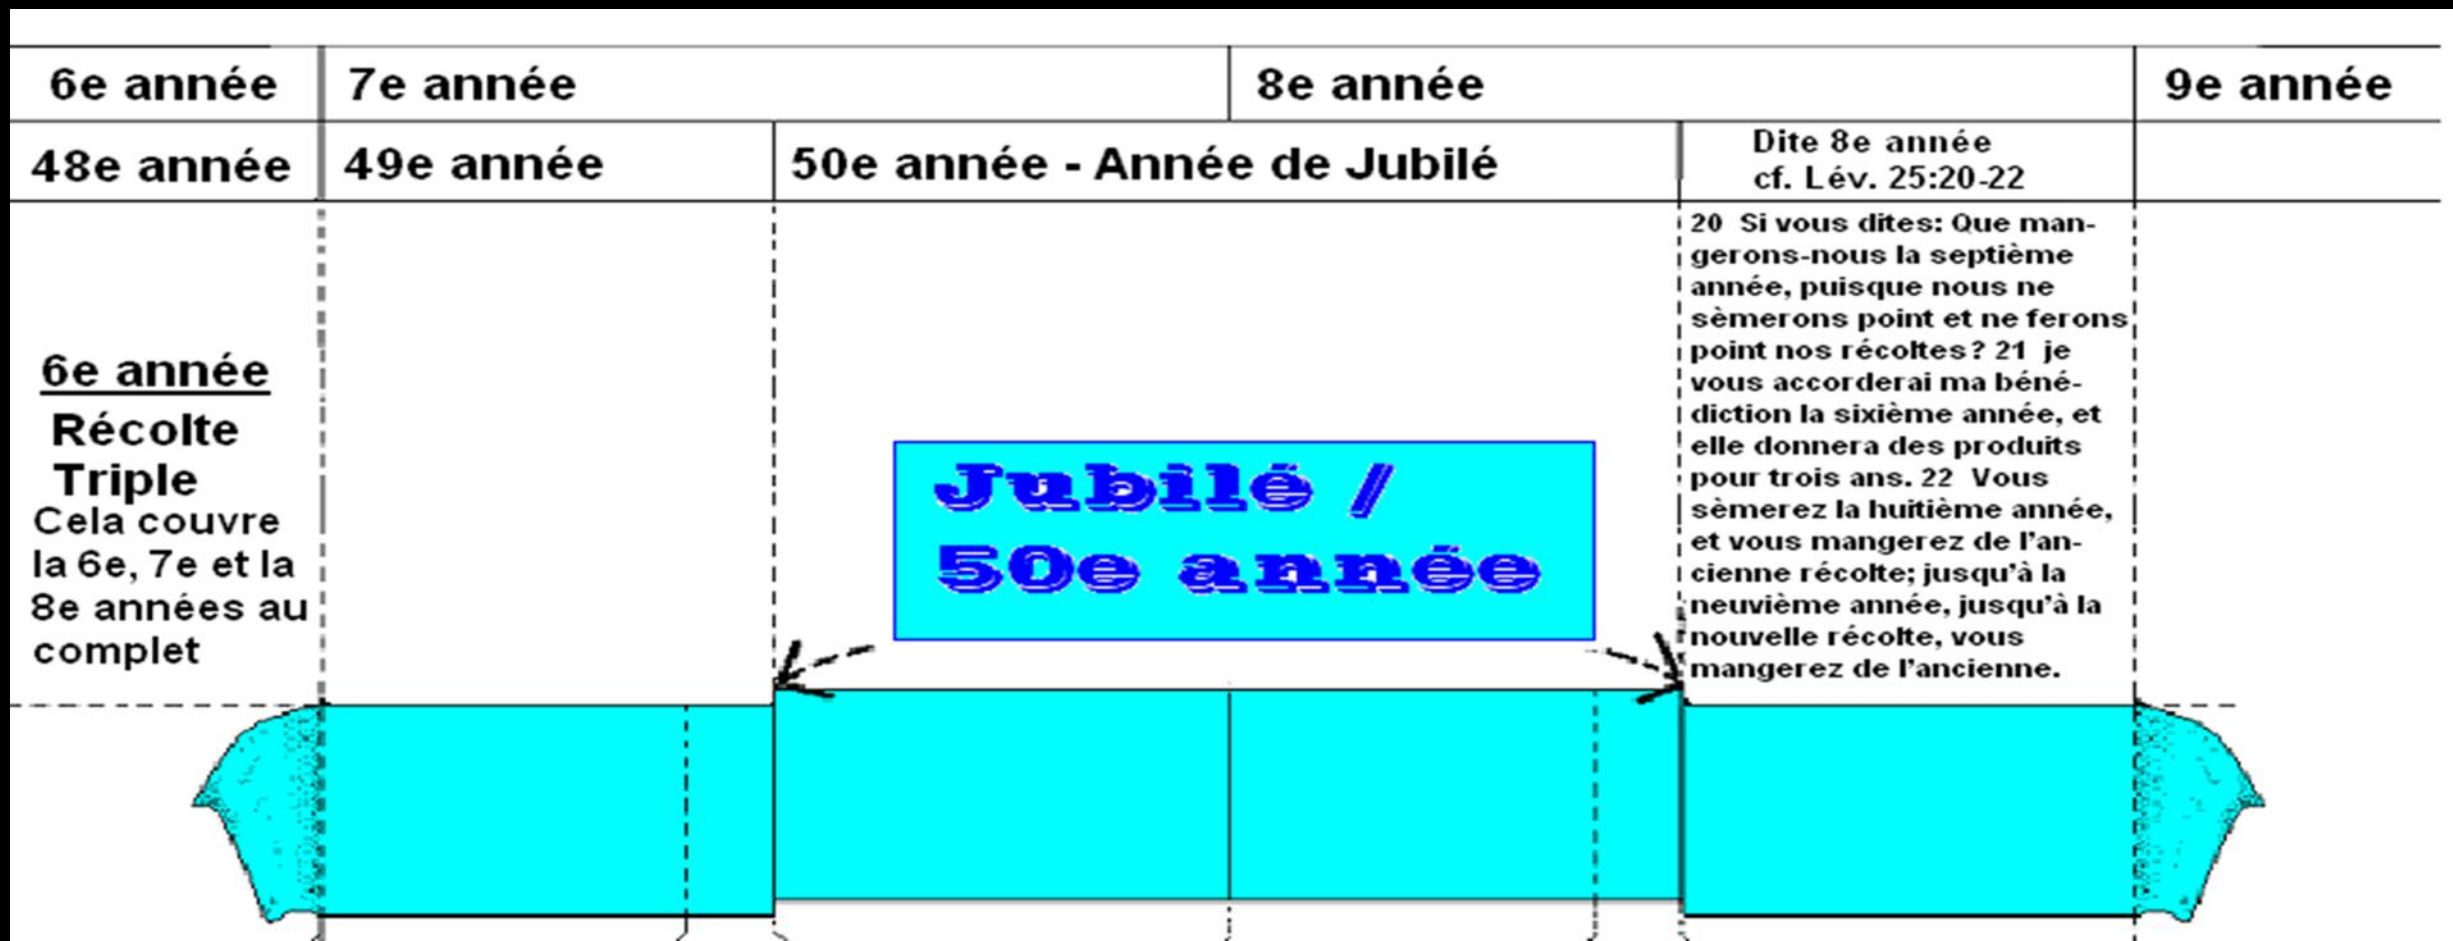 6e année
7e année
8e année
9e année
48e année
49e année
50e année - Année de Jubilé
Dite 8e année
cf. Lév. 25:20-22
6e année
Récolte
Triple
Cela couvre
la 6e, 7e et la
8e années au
complet
Jubilé /
50e année
20 Si vous dites: Que man-
gerons-nous la septième
année, puisque nous ne
sèmerons point et ne ferons
point nos récoltes? 21 je
vous accorderai ma béné-
diction la sixième année, et
elle donnera des produits
pour trois ans. 22 Vous
sèmerez la huitième année,
et vous mangerez de l'an-
cienne récolte; jusqu'à la
neuvième année, jusqu'à la
nouvelle récolte, vous
mangerez de l'ancienne.